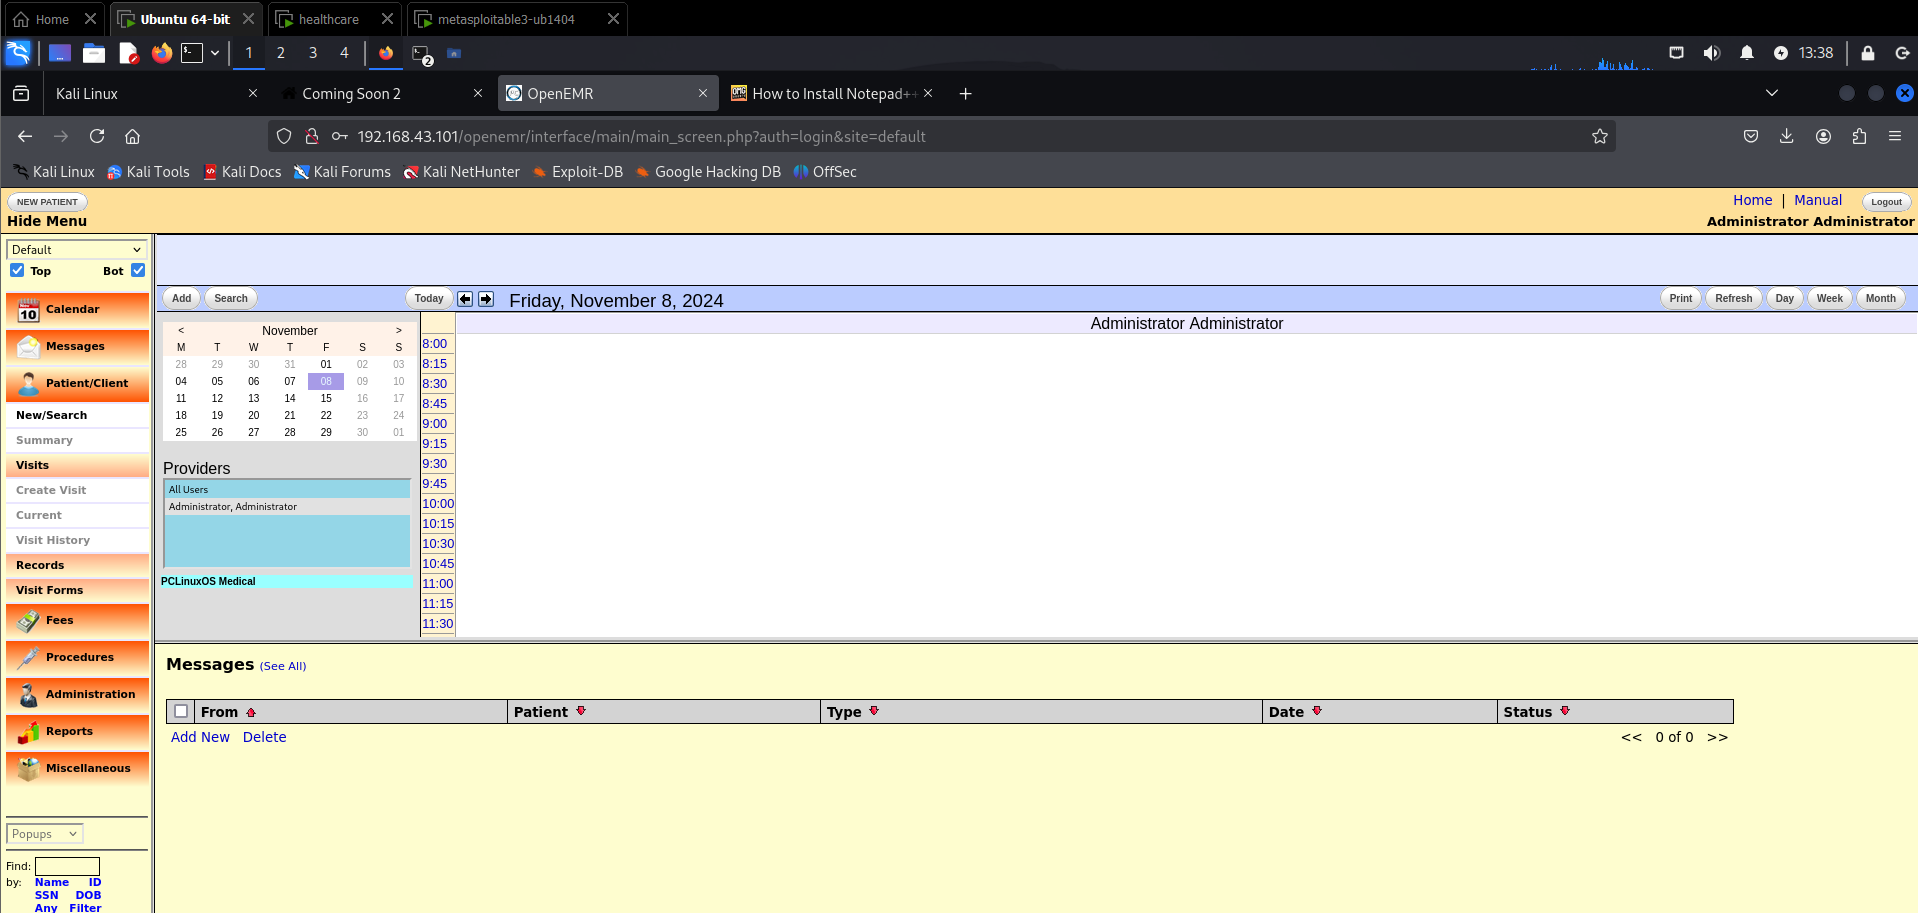 Home
Ubuntu 64-bit
healthcare
metasploitable3-ub1404
1 2 3 4
2
13:38
Kali Linux
Coming Soon 2
OpenEMR
How to Install Notepad++
192.168.43.101/openemr/interface/main/main_screen.php?auth=login&site=default
Kali Linux Kali Tools Kali Docs Kali Forums Kali NetHunter Exploit-DB Google Hacking DB OffSec
NEW PATIENT
Hide Menu
Home | Manual
Logout
Administrator Administrator
Default
Top Bot
10
Calendar
Messages
Patient/Client
New/Search
Summary
Visits
Create Visit
Current
Visit History
Records
Visit Forms
Fees
Procedures
Administration
Reports
Miscellaneous
Popups
Find:
by: Name ID
SSN DOB
Any Filter
Add Search Today Friday, November 8, 2024 Print Refresh Day Week Month
< November >
M T W T F S S
28 29 30 31 01 02 03
04 05 06 07 08 09 10
11 12 13 14 15 16 17
18 19 20 21 22 23 24
25 26 27 28 29 30 01
Providers
All Users
Administrator, Administrator
PCLinuxOS Medical
Administrator Administrator
8:00
8:15
8:30
8:45
9:00
9:15
9:30
9:45
10:00
10:15
10:30
10:45
11:00
11:15
11:30
Messages (See All)
From Patient Type Date Status
Add New Delete << 0 of 0 >>